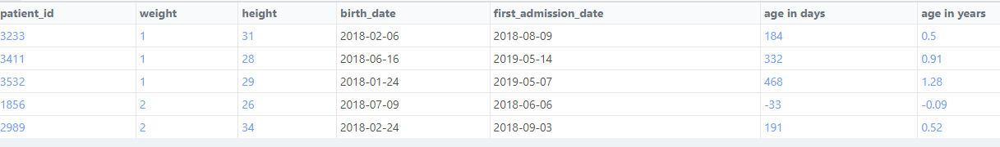 patient_id weight height birth_date first_admission_date age in days age in years
3233 1 31 2018-02-06 2018-08-09 184 0.5
3411 1 28 2018-06-16 2019-05-14 332 0.91
3532 1 29 2018-01-24 2019-05-07 468 1.28
1856 2 26 2018-07-09 2018-06-06 -33 -0.09
2989 2 34 2018-02-24 2018-09-03 191 0.52